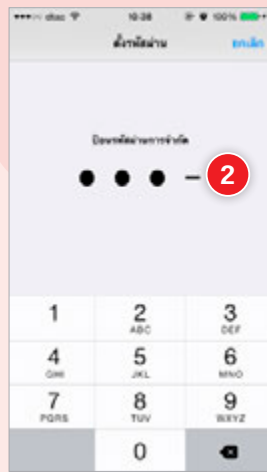 dtac 10:38 100%
ตั้งรหัสผ่าน ยกเลิก
ป้อนรหัสผ่านการจำกัด
2
1 2 3
ABC DEF
4 5 6
GHI JKL MNO
7 8 9
PQRS TUV WXYZ
0